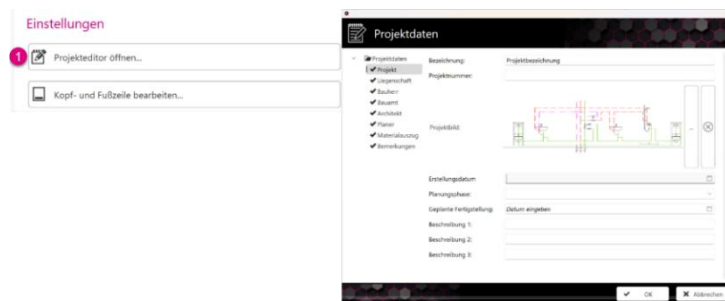 Einstellungen
1
Projekteditor öffnen...
Kopf- und Fußzeile bearbeiten...
Projektdaten
Projektdaten
Projekt
Liegenschaft
Bauherr
Bauamt
Architekt
Planer
Materialauszug
Bemerkungen
Bezeichnung: Projektbezeichnung
Projektnummer:
Projektbild:
Erstellungsdatum:
Planungsphase:
Geplante Fertigstellung: Datum eingeben
Beschreibung 1:
Beschreibung 2:
Beschreibung 3:
OK Abbrechen